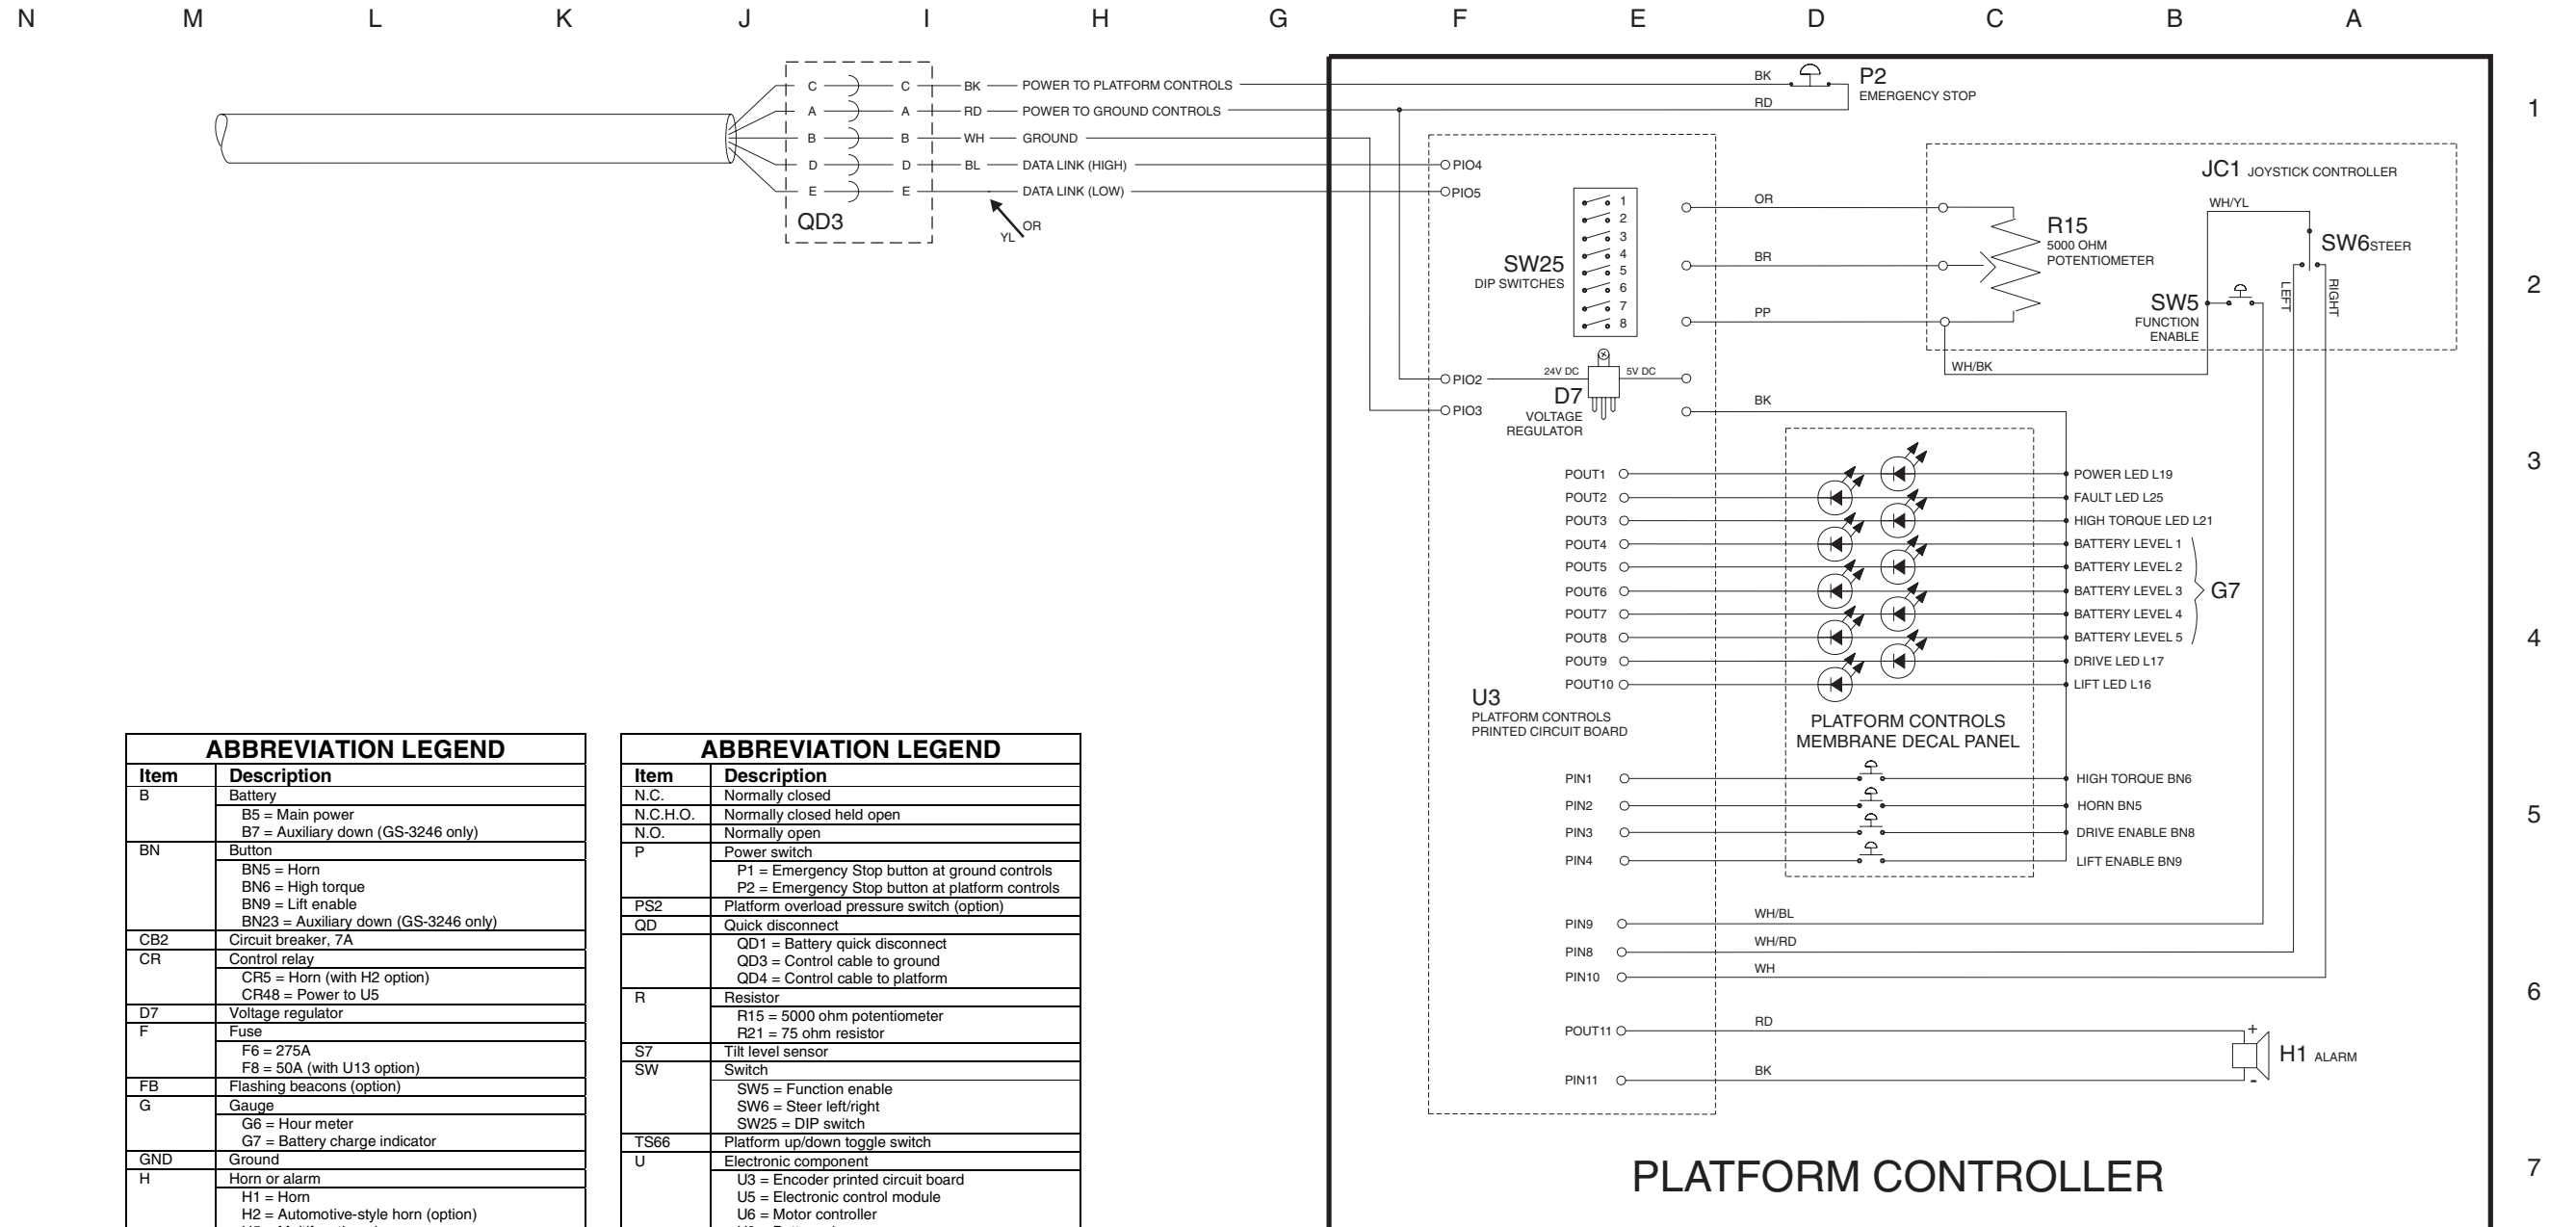 N M L K J I H G F E D C B A
1
2
3
4
5
6
7
C C BK POWER TO PLATFORM CONTROLS
A A RD POWER TO GROUND CONTROLS
B B WH GROUND
D D BL DATA LINK (HIGH)
E E DATA LINK (LOW)
QD3
YL OR
BK
RD
P2
EMERGENCY STOP
PIO4
PIO5
SW25
DIP SWITCHES
1
2
3
4
5
6
7
8
OR
BR
PP
JC1 JOYSTICK CONTROLLER
R15
5000 OHM
POTENTIOMETER
WH/YL
SW6 STEER
LEFT
RIGHT
SW5
FUNCTION
ENABLE
WH/BK
PIO2
24V DC
5V DC
D7
VOLTAGE
REGULATOR
PIO3
BK
POUT1 POWER LED L19
POUT2 FAULT LED L25
POUT3 HIGH TORQUE LED L21
POUT4 BATTERY LEVEL 1
POUT5 BATTERY LEVEL 2
POUT6 BATTERY LEVEL 3
POUT7 BATTERY LEVEL 4
POUT8 BATTERY LEVEL 5
G7
POUT9 DRIVE LED L17
POUT10 LIFT LED L16
U3
PLATFORM CONTROLS
PRINTED CIRCUIT BOARD
PLATFORM CONTROLS
MEMBRANE DECAL PANEL
PIN1 HIGH TORQUE BN6
PIN2 HORN BN5
PIN3 DRIVE ENABLE BN8
PIN4 LIFT ENABLE BN9
PIN9 WH/BL
PIN8 WH/RD
PIN10 WH
POUT11 RD
+
H1 ALARM
-
PIN11 BK
PLATFORM CONTROLLER
ABBREVIATION LEGEND
Item Description
B Battery
B5 = Main power
B7 = Auxiliary down (GS-3246 only)
BN Button
BN5 = Horn
BN6 = High torque
BN9 = Lift enable
BN23 = Auxiliary down (GS-3246 only)
CB2 Circuit breaker, 7A
CR Control relay
CR5 = Horn (with H2 option)
CR48 = Power to U5
D7 Voltage regulator
F Fuse
F6 = 275A
F8 = 50A (with U13 option)
FB Flashing beacons (option)
G Gauge
G6 = Hour meter
G7 = Battery charge indicator
GND Ground
H Horn or alarm
H1 = Horn
H2 = Automotive-style horn (option)
ABBREVIATION LEGEND
Item Description
N.C. Normally closed
N.C.H.O. Normally closed held open
N.O. Normally open
P Power switch
P1 = Emergency Stop button at ground controls
P2 = Emergency Stop button at platform controls
PS2 Platform overload pressure switch (option)
QD Quick disconnect
QD1 = Battery quick disconnect
QD3 = Control cable to ground
QD4 = Control cable to platform
R Resistor
R15 = 5000 ohm potentiometer
R21 = 75 ohm resistor
S7 Tilt level sensor
SW Switch
SW5 = Function enable
SW6 = Steer left/right
SW25 = DIP switch
TS66 Platform up/down toggle switch
U Electronic component
U3 = Encoder printed circuit board
U5 = Electronic control module
U6 = Motor controller